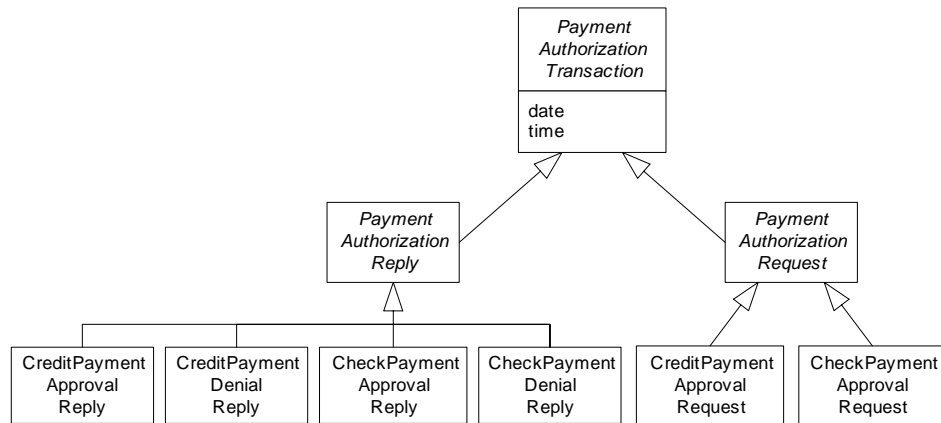 Payment
Authorization
Transaction
date
time
Payment
Authorization
Reply
Payment
Authorization
Request
CreditPayment
Approval
Reply
CreditPayment
Denial
Reply
CheckPayment
Approval
Reply
CheckPayment
Denial
Reply
CreditPayment
Approval
Request
CheckPayment
Approval
Request